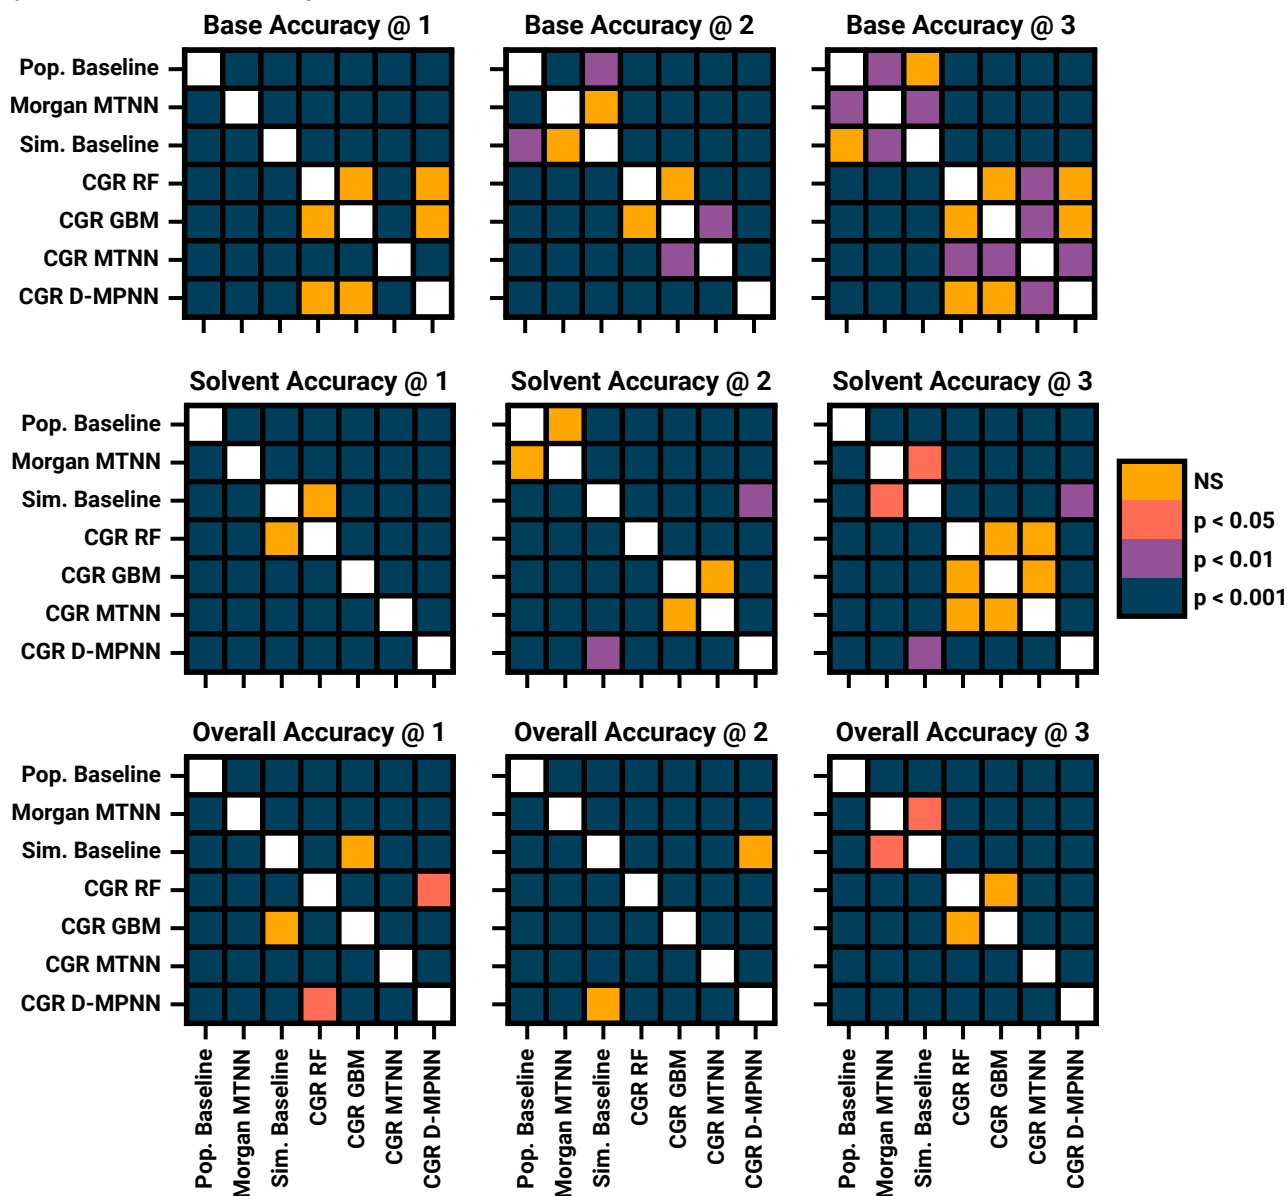 Base Accuracy @ 1
Base Accuracy @ 2
Base Accuracy @ 3
Pop. Baseline
Morgan MTNN
Sim. Baseline
CGR RF
CGR GBM
CGR MTNN
CGR D-MPNN
Solvent Accuracy @ 1
Solvent Accuracy @ 2
Solvent Accuracy @ 3
Pop. Baseline
Morgan MTNN
Sim. Baseline
CGR RF
CGR GBM
CGR MTNN
CGR D-MPNN
NS
p < 0.05
p < 0.01
p < 0.001
Overall Accuracy @ 1
Overall Accuracy @ 2
Overall Accuracy @ 3
Pop. Baseline
Morgan MTNN
Sim. Baseline
CGR RF
CGR GBM
CGR MTNN
CGR D-MPNN
Pop. Baseline
Morgan MTNN
Sim. Baseline
CGR RF
CGR GBM
CGR MTNN
CGR D-MPNN
Pop. Baseline
Morgan MTNN
Sim. Baseline
CGR RF
CGR GBM
CGR MTNN
CGR D-MPNN
Pop. Baseline
Morgan MTNN
Sim. Baseline
CGR RF
CGR GBM
CGR MTNN
CGR D-MPNN